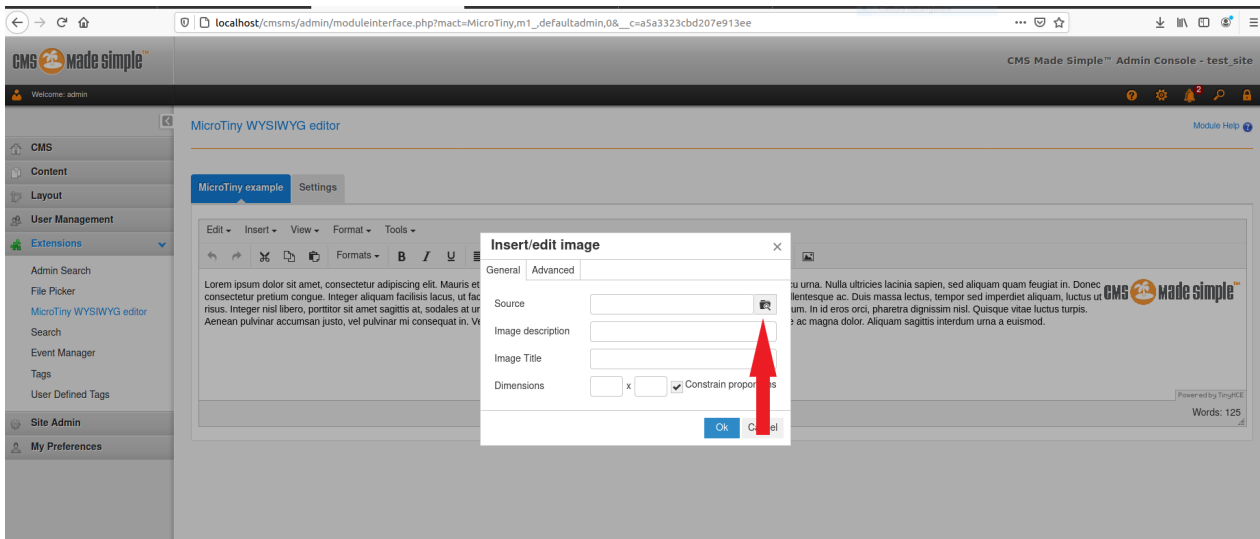 localhost/cmsms/admin/moduleinterface.php?mact=MicroTiny,m1_,defaultadmin,0&__c=a5a3323cbd207e913ee
CMS made simple™
CMS Made Simple™ Admin Console - test_site
Welcome: admin
2
MicroTiny WYSIWYG editor
Module Help
CMS
Content
Layout
User Management
Extensions
Admin Search
File Picker
MicroTiny WYSIWYG editor
Search
Event Manager
Tags
User Defined Tags
Site Admin
My Preferences
MicroTiny example Settings
Edit Insert View Format Tools
Formats B I U
Lorem ipsum dolor sit amet, consectetur adipiscing elit. Mauris et
consectetur pretium congue. Integer aliquam facilisis lacus, ut fac
risus. Integer nisl libero, porttitor sit amet sagittis at, sodales at ur
Aenean pulvinar accumsan justo, vel pulvinar mi consequat in. Ve
Insert/edit image
General Advanced
Source
Image description
Image Title
Dimensions x Constrain
Ok
u urna. Nulla ultricies lacinia sapien, sed aliquam quam feugiat in. Donec
llentesque ac. Duis massa lectus, tempor sed imperdiet aliquam, luctus ut
um. In id eros orci, pharetra dignissim nisl. Quisque vitae luctus turpis.
e ac magna dolor. Aliquam sagittis interdum urna a euismod.
CMS made simple™
Powered by TinyMCE
Words: 125